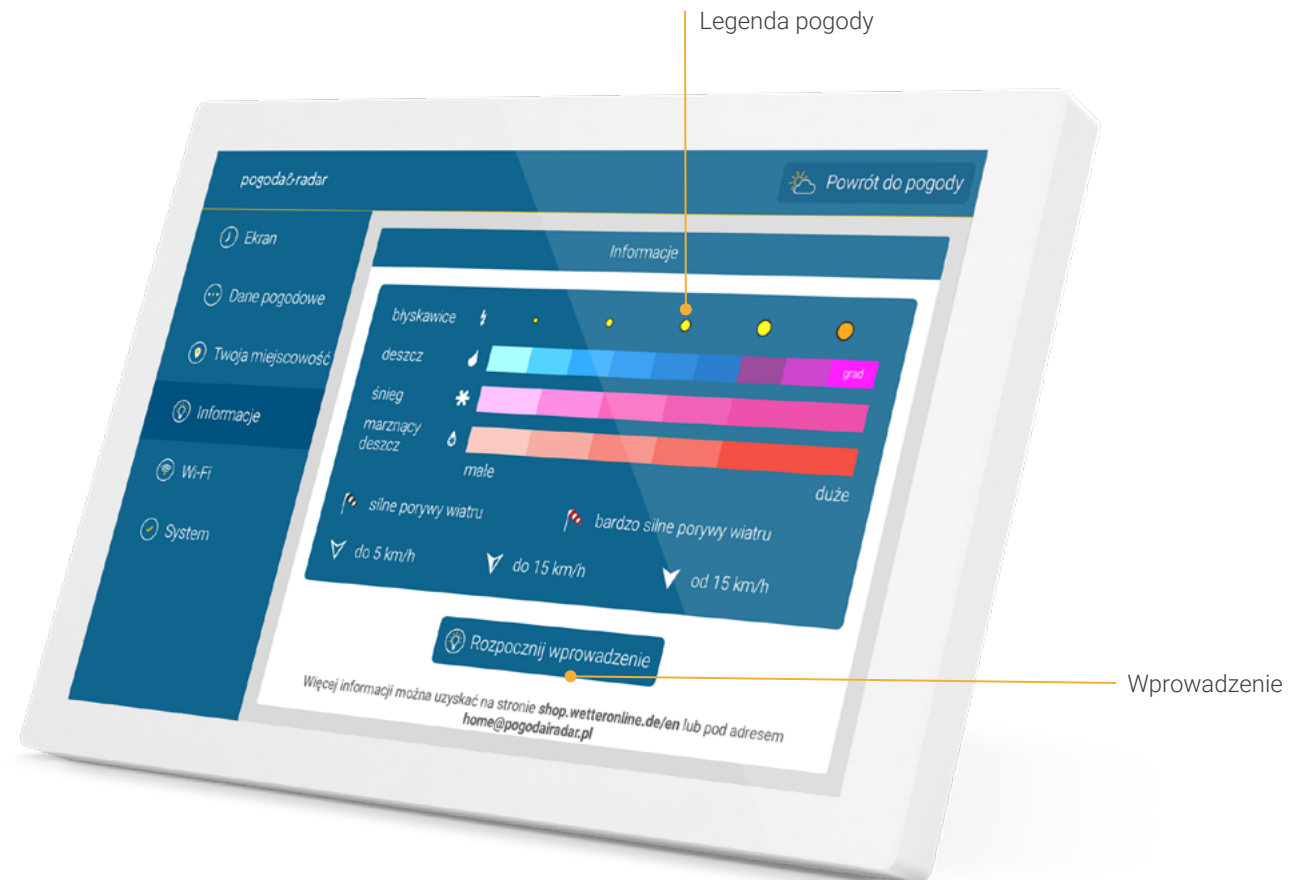 Legenda pogody
pogoda&radar
Powrót do pogody
Ekran
Dane pogodowe
Twoja miejscowość
Informacje
Wi-Fi
System
Informacje
błyskawice
deszcz
grad
śnieg
marznący
deszcz
małe
duże
silne porywy wiatru
bardzo silne porywy wiatru
do 5 km/h
do 15 km/h
od 15 km/h
Rozpocznij wprowadzenie
Więcej informacji można uzyskać na stronie shop.wetteronline.de/en lub pod adresem
home@pogodairadar.pl
Wprowadzenie